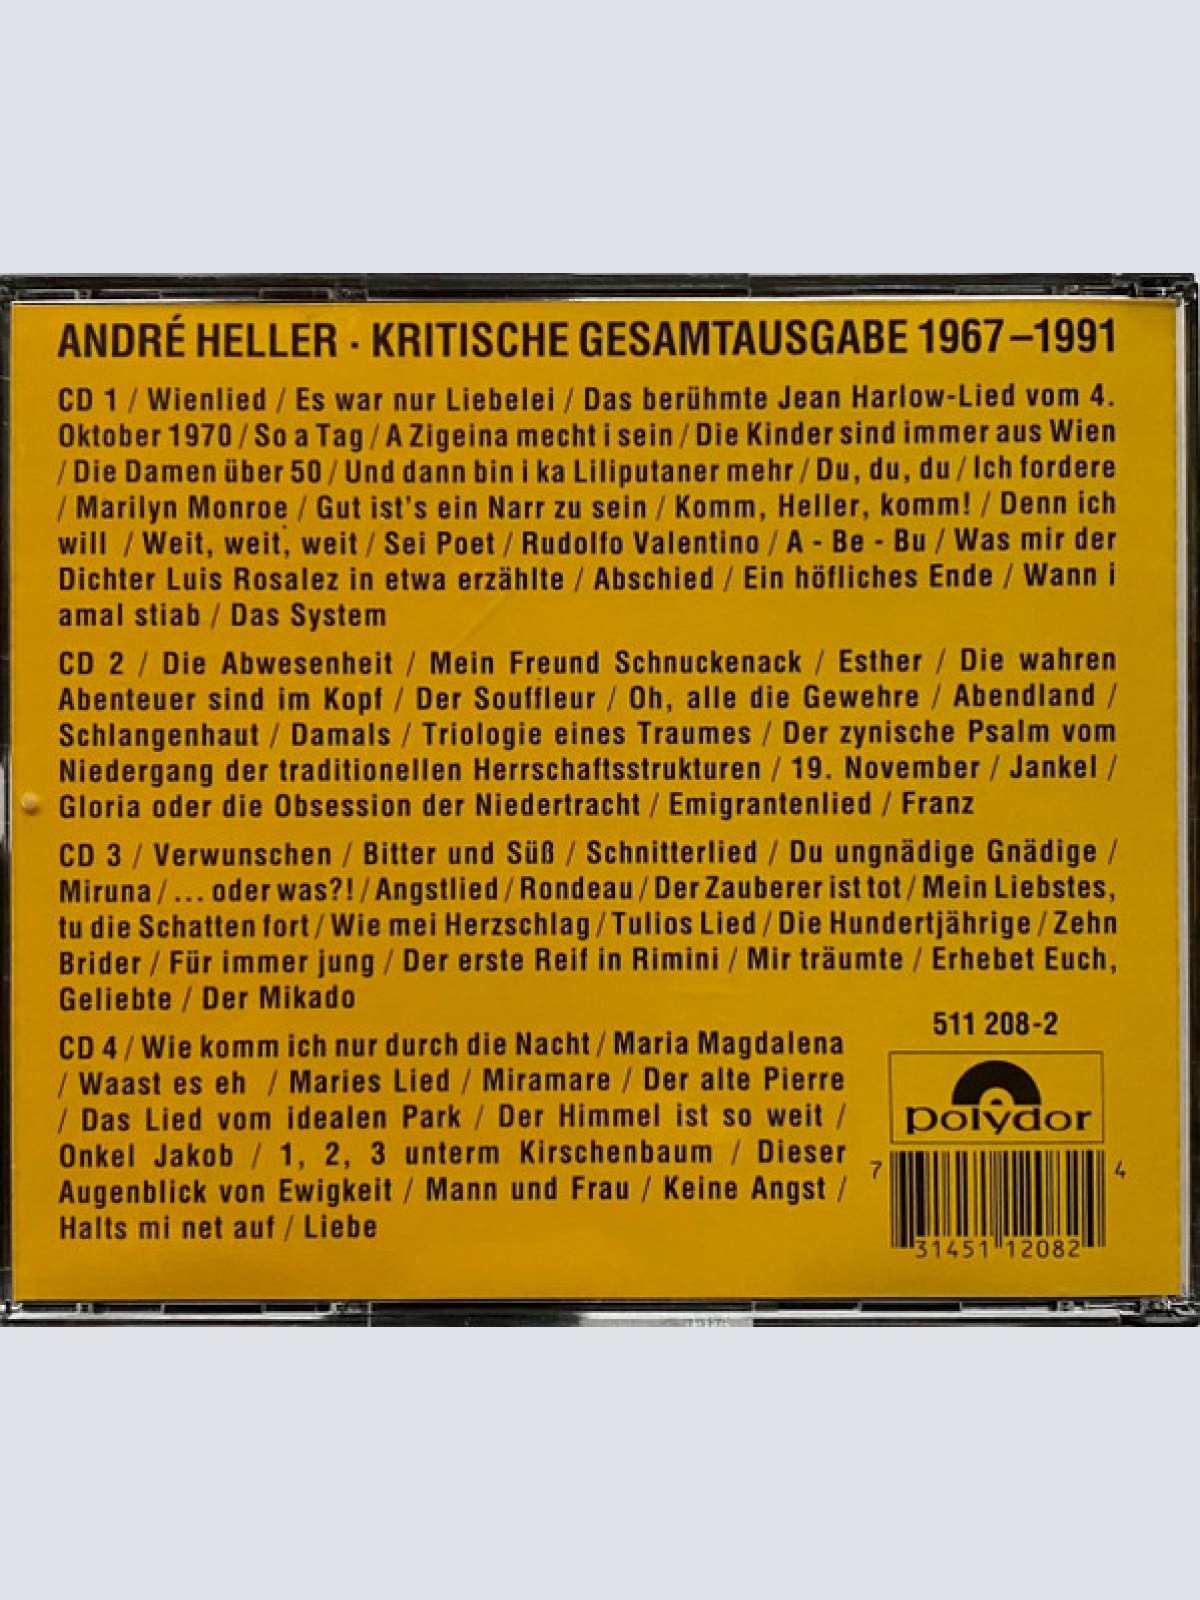 ANDRÉ HELLER · KRITISCHE GESAMTAUSGABE 1967–1991
CD 1 / Wienlied / Es war nur Liebelei / Das berühmte Jean Harlow-Lied vom 4.
Oktober 1970 / So a Tag / A Zigeina mecht i sein / Die Kinder sind immer aus Wien
/ Die Damen über 50 / Und dann bin i ka Liliputaner mehr / Du, du, du / Ich fordere
/ Marilyn Monroe / Gut ist's ein Narr zu sein / Komm, Heller, komm! / Denn ich
will / Weit, weit, weit / Sei Poet / Rudolfo Valentino / A - Be - Bu / Was mir der
Dichter Luis Rosalez in etwa erzählte / Abschied / Ein höfliches Ende / Wann i
amal stiab / Das System
CD 2 / Die Abwesenheit / Mein Freund Schnuckenack / Esther / Die wahren
Abenteuer sind im Kopf / Der Souffleur / Oh, alle die Gewehre / Abendland /
Schlangenhaut / Damals / Triologie eines Traumes / Der zynische Psalm vom
Niedergang der traditionellen Herrschaftsstrukturen / 19. November / Jankel /
Gloria oder die Obsession der Niedertracht / Emigrantenlied / Franz
CD 3 / Verwunschen / Bitter und Süß / Schnitterlied / Du ungnädige Gnädige /
Miruna / ... oder was?! / Angstlied / Rondeau / Der Zauberer ist tot / Mein Liebstes,
tu die Schatten fort / Wie mei Herzschlag / Tulios Lied / Die Hundertjährige / Zehn
Brider / Für immer jung / Der erste Reif in Rimini / Mir träumte / Erhebet Euch,
Geliebte / Der Mikado
CD 4 / Wie komm ich nur durch die Nacht / Maria Magdalena
/ Waast es eh / Maries Lied / Miramare / Der alte Pierre
/ Das Lied vom idealen Park / Der Himmel ist so weit /
Onkel Jakob / 1, 2, 3 unterm Kirschenbaum / Dieser
Augenblick von Ewigkeit / Mann und Frau / Keine Angst /
Halts mi net auf / Liebe
511 208-2
polydor
7 31451 12082 4